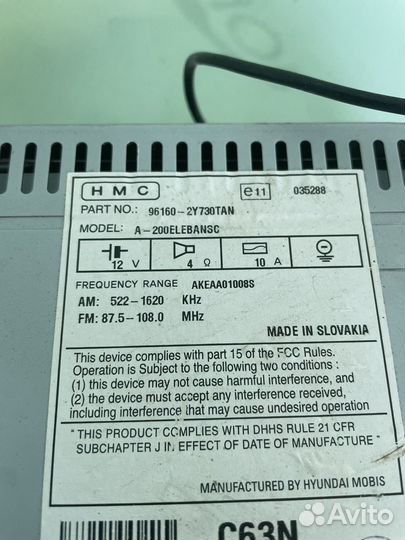 HMC e11 035288
PART NO.: 96160-2Y730TAN
MODEL: A-200ELEBANSC
12 V 4 Ω 10 A
FREQUENCY RANGE AKEAA01008S
AM: 522-1620 KHz
FM: 87.5-108.0 MHz
MADE IN SLOVAKIA
This device complies with part 15 of the FCC Rules.
Operation is Subject to the following two conditions :
(1) this device may not cause harmful interference, and
(2) the device must accept any interference received,
including interference that may cause undesired operation
" THIS PRODUCT COMPLIES WITH DHHS RULE 21 CFR
SUBCHAPTER J IN EFFECT OF DATE OF MANUFACTURE "
MANUFACTURED BY HYUNDAI MOBIS
C63N
Avito